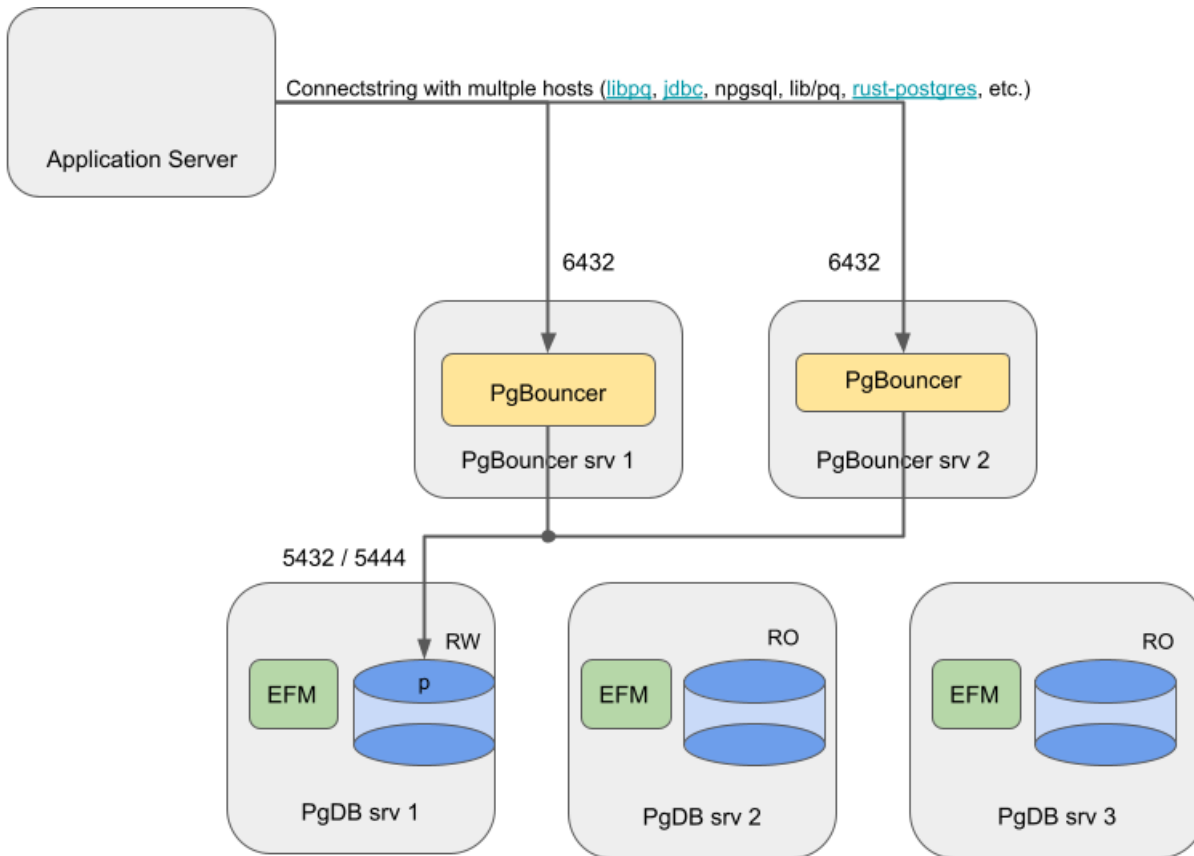 Connectstring with multple hosts (libpq, jdbc, npgsql, lib/pq, rust-postgres, etc.)
Application Server
6432
6432
PgBouncer
PgBouncer
PgBouncer srv 1
PgBouncer srv 2
5432 / 5444
RW
RO
RO
EFM
p
EFM
EFM
PgDB srv 1
PgDB srv 2
PgDB srv 3